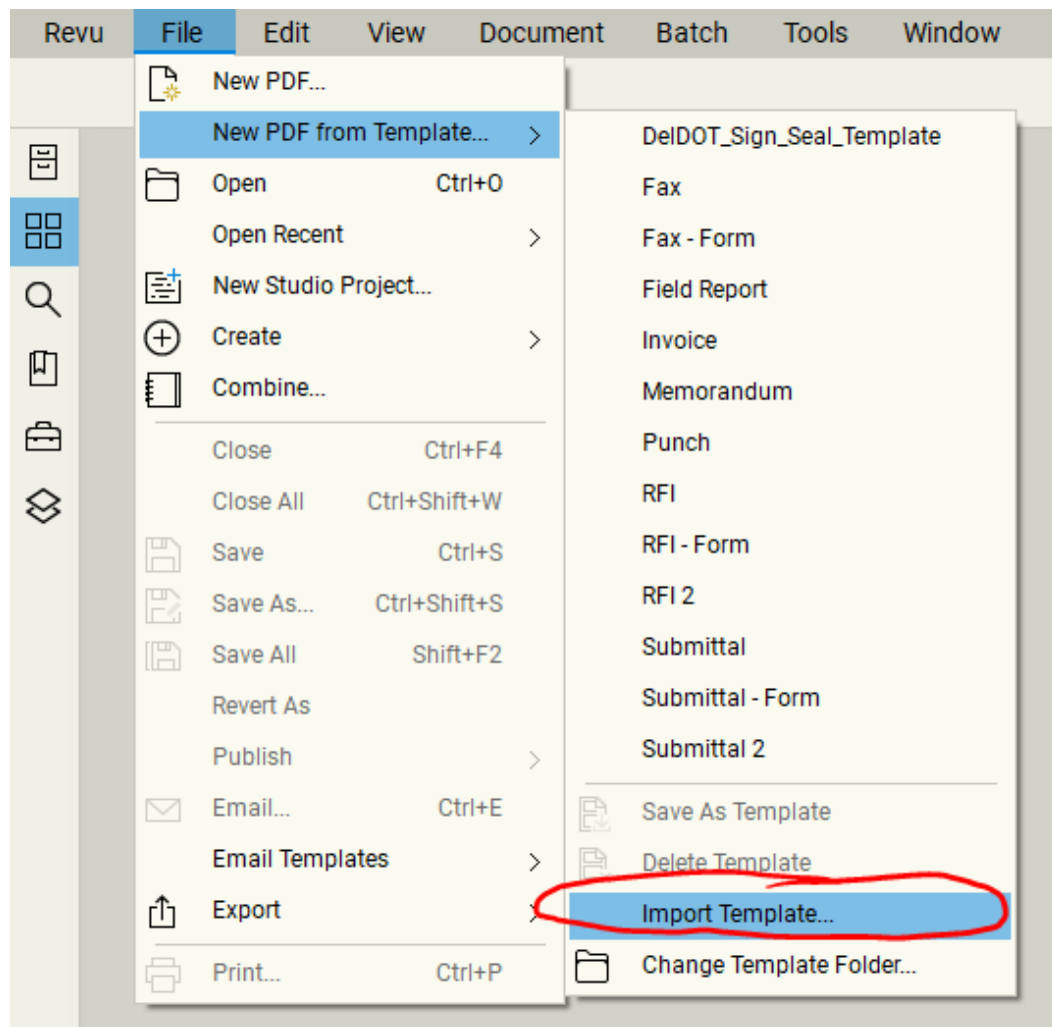 Revu File Edit View Document Batch Tools Window
New PDF...
New PDF from Template...
Open Ctrl+O
Open Recent
New Studio Project...
Create
Combine...
Close Ctrl+F4
Close All Ctrl+Shift+W
Save Ctrl+S
Save As... Ctrl+Shift+S
Save All Shift+F2
Revert As
Publish
Email... Ctrl+E
Email Templates
Export
Print... Ctrl+P
DelDOT_Sign_Seal_Template
Fax
Fax - Form
Field Report
Invoice
Memorandum
Punch
RFI
RFI - Form
RFI 2
Submittal
Submittal - Form
Submittal 2
Save As Template
Delete Template
Import Template...
Change Template Folder...